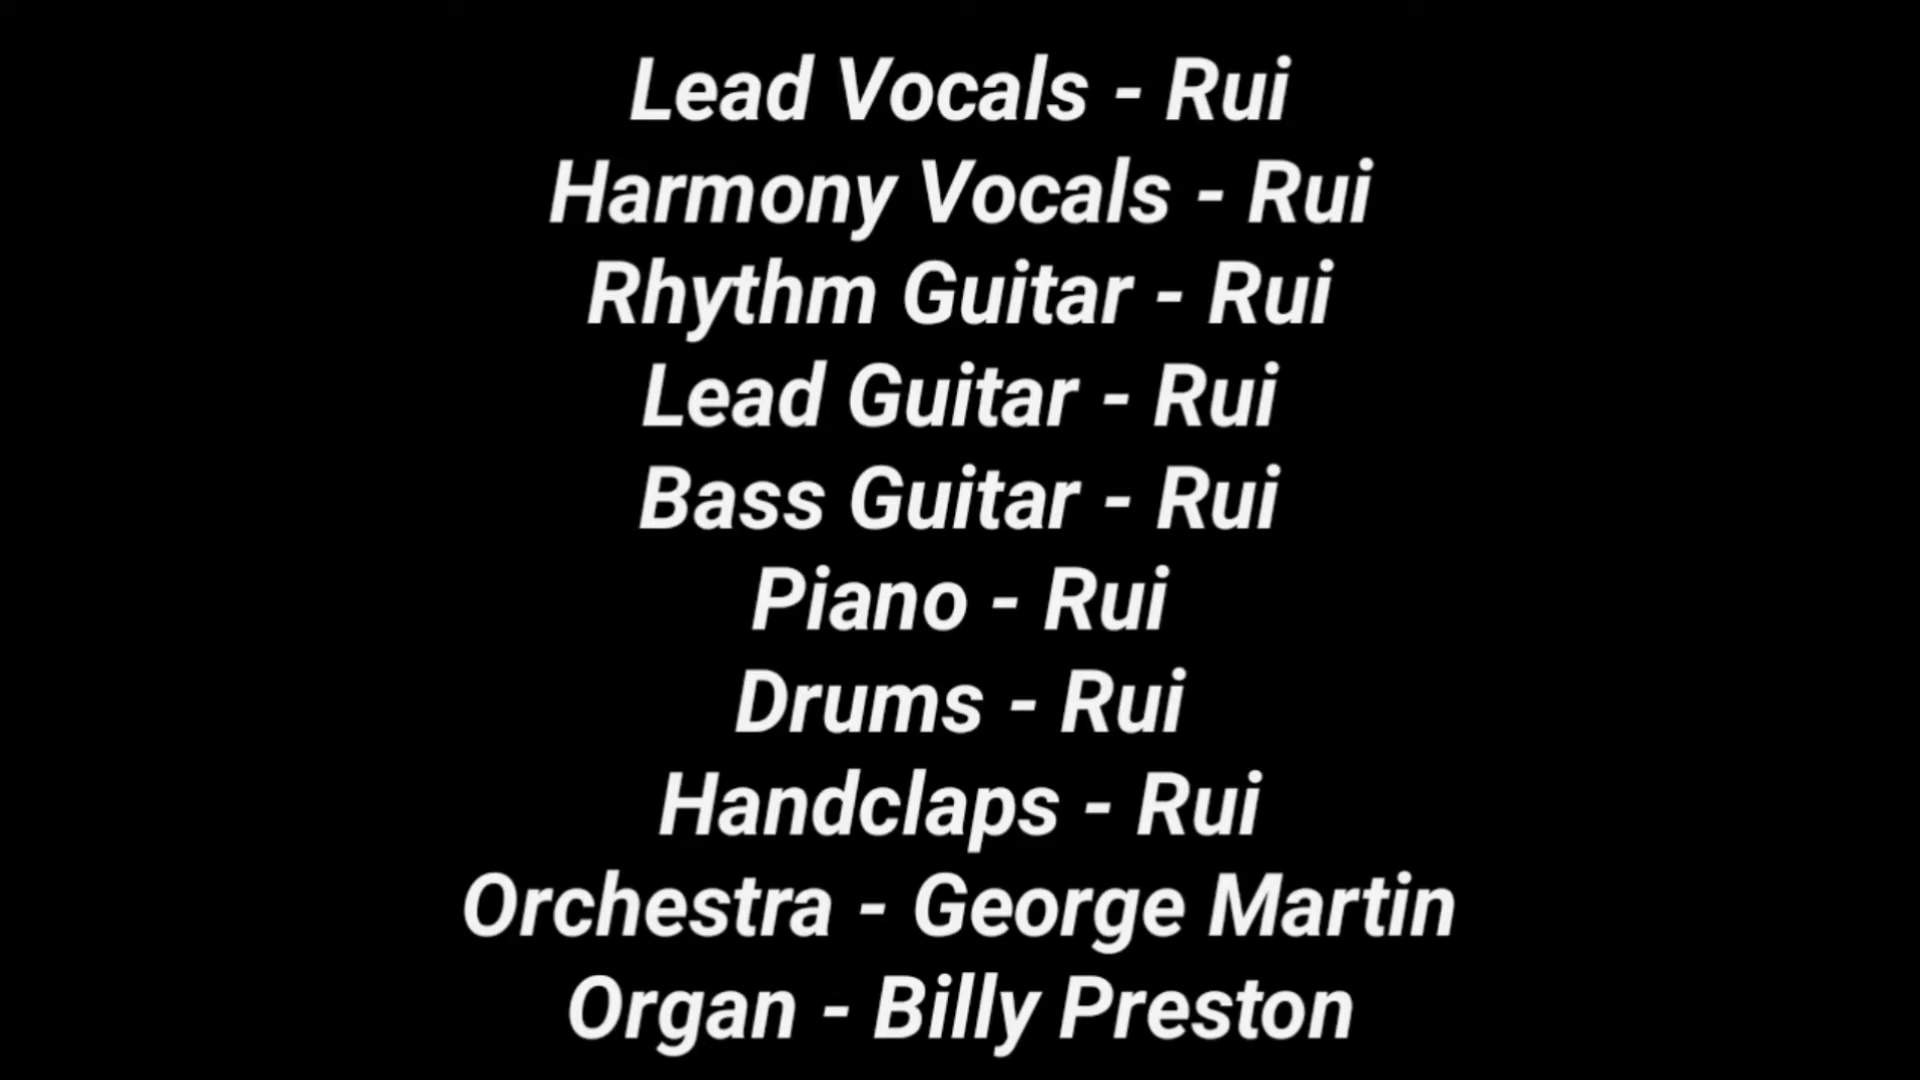 Lead Vocals - Rui
Harmony Vocals - Rui
Rhythm Guitar - Rui
Lead Guitar - Rui
Bass Guitar - Rui
Piano - Rui
Drums - Rui
Handclaps - Rui
Orchestra - George Martin
Organ - Billy Preston